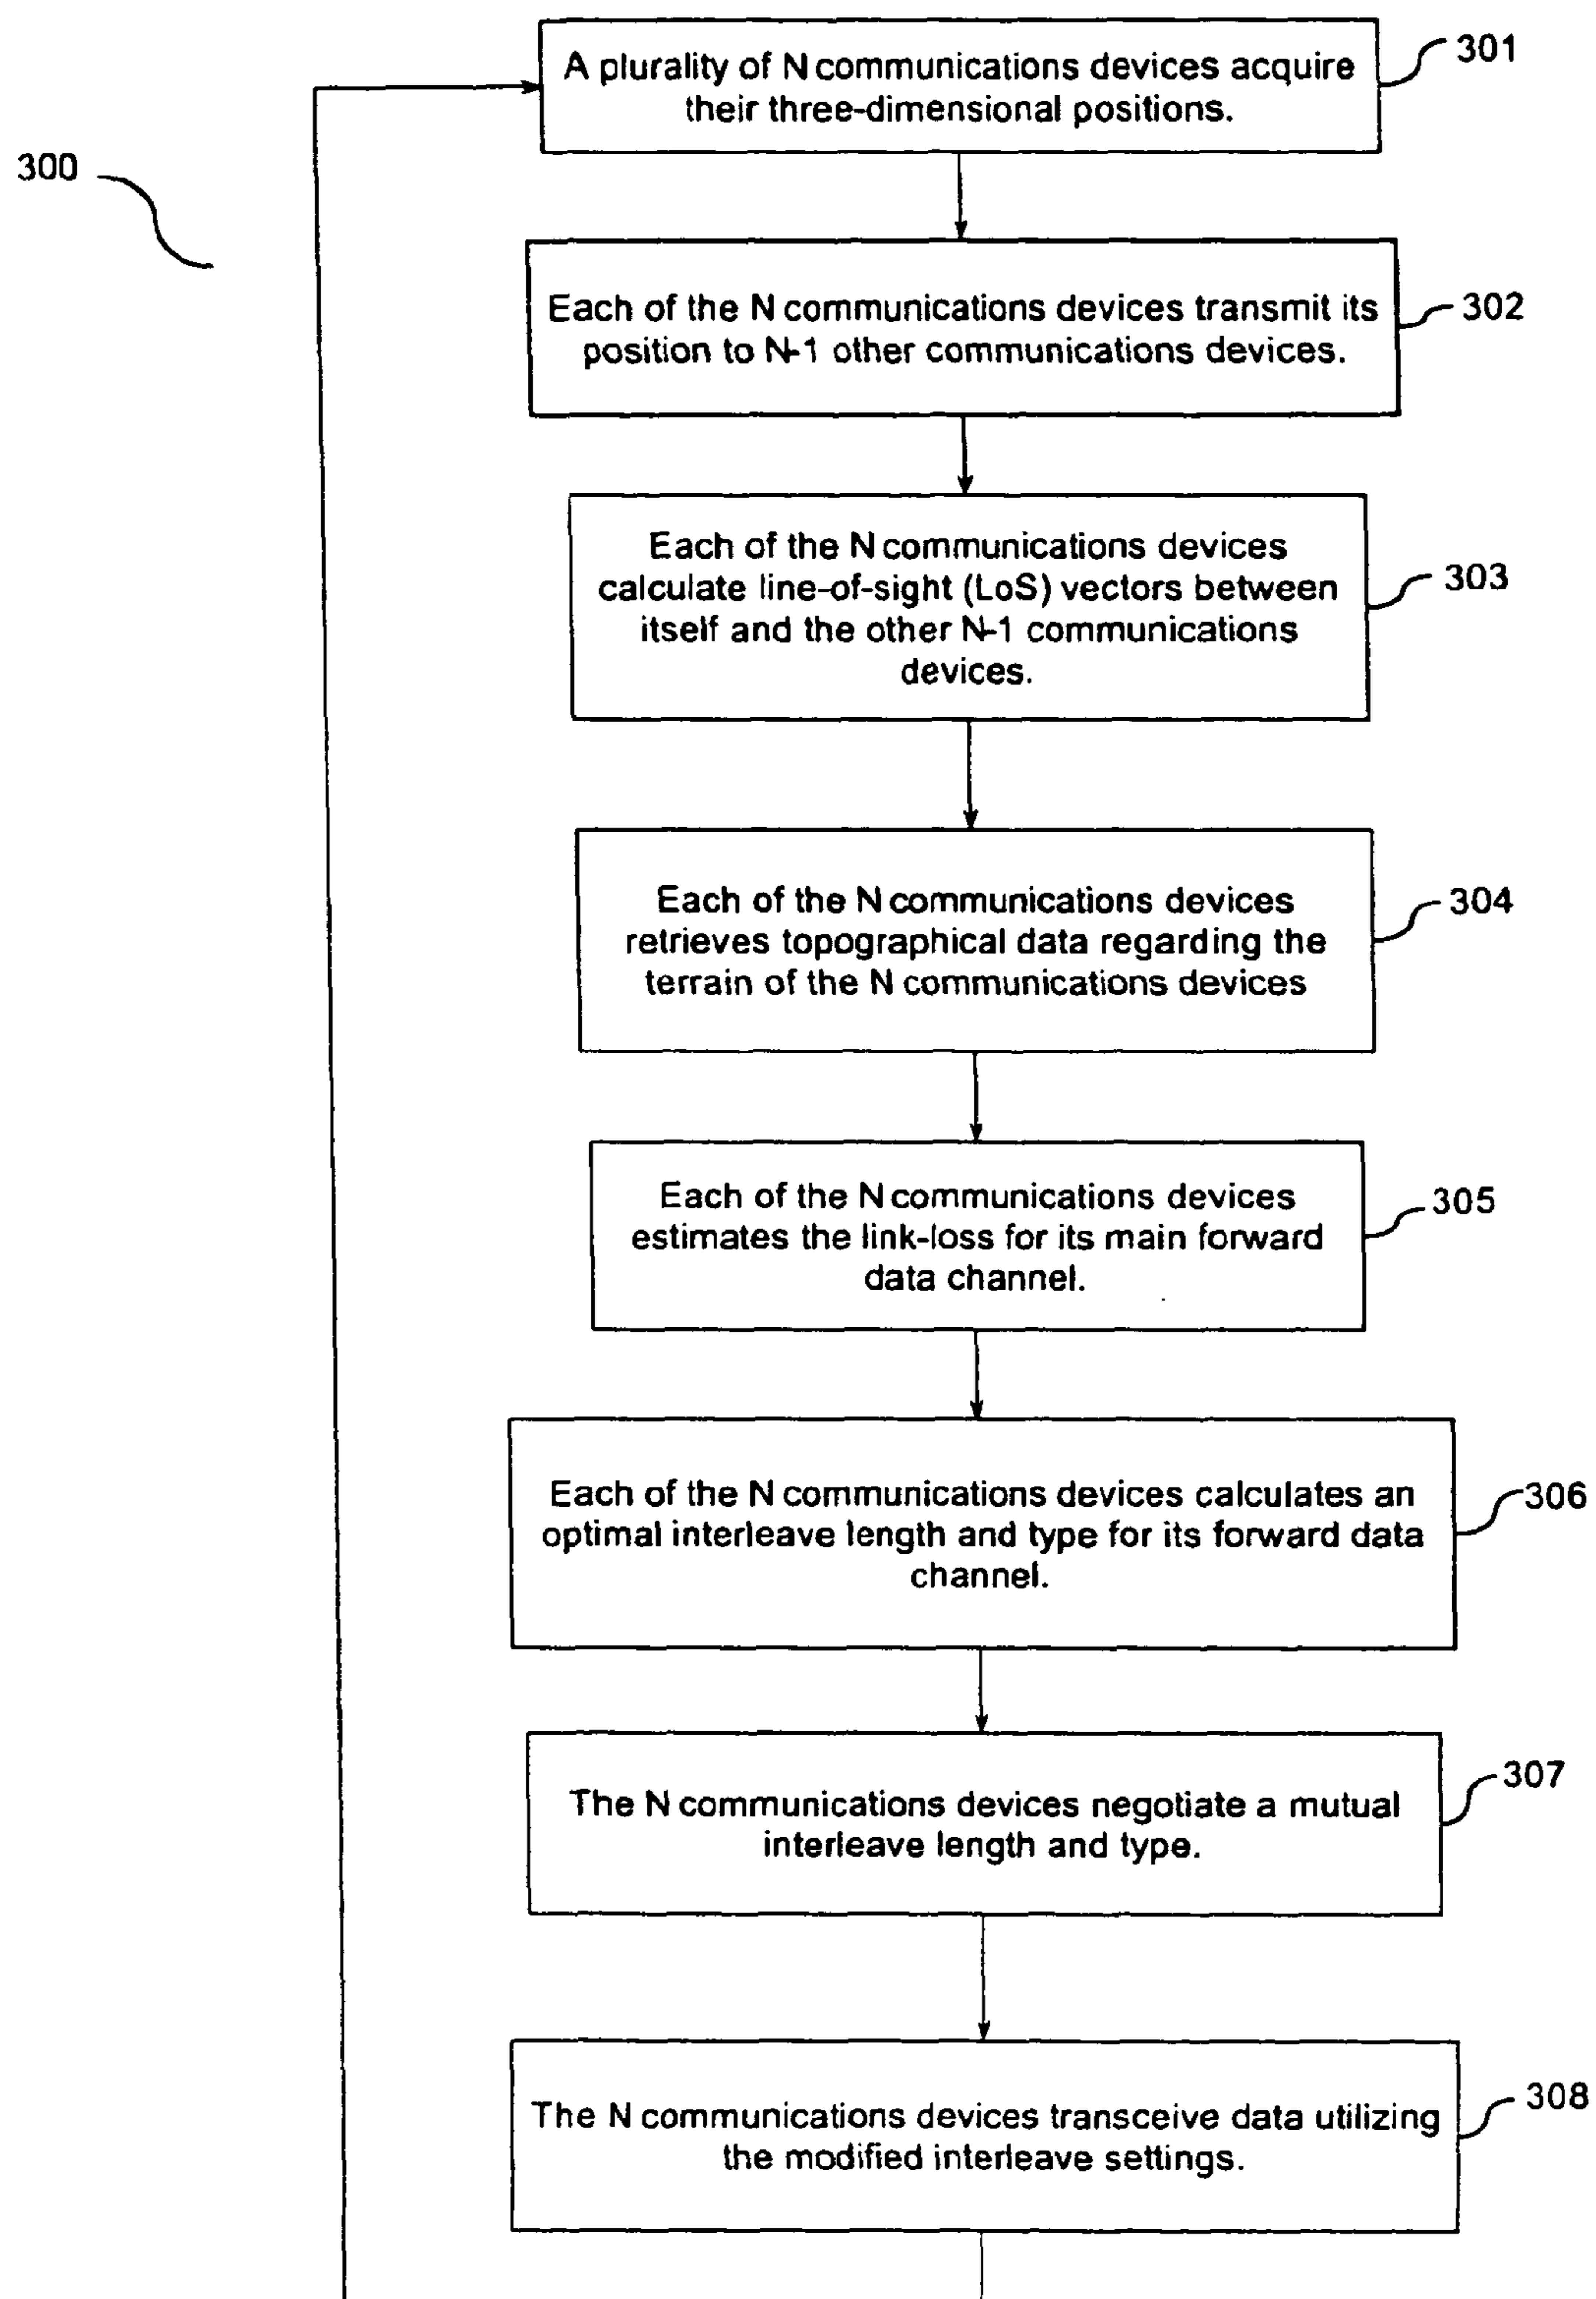 A plurality of N communications devices acquire
their three-dimensional positions.
301
300
Each of the N communications devices transmit its
position to N-1 other communications devices.
302
Each of the N communications devices
calculate line-of-sight (LoS) vectors between
itself and the other N-1 communications
devices.
303
Each of the N communications devices
retrieves topographical data regarding the
terrain of the N communications devices
304
Each of the N communications devices
estimates the link-loss for its main forward
data channel.
305
Each of the N communications devices calculates an
optimal interleave length and type for its forward data
channel.
306
The N communications devices negotiate a mutual
interleave length and type.
307
The N communications devices transceive data utilizing
the modified interleave settings.
308